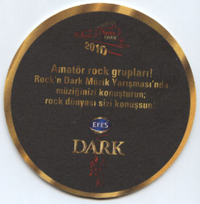 2010
Amatör rock grupları!
Rock'n Dark Müzik Yarışması'nda
müziğinizi konuşturun;
rock dünyası sizi konuşsun!
EFES
DARK